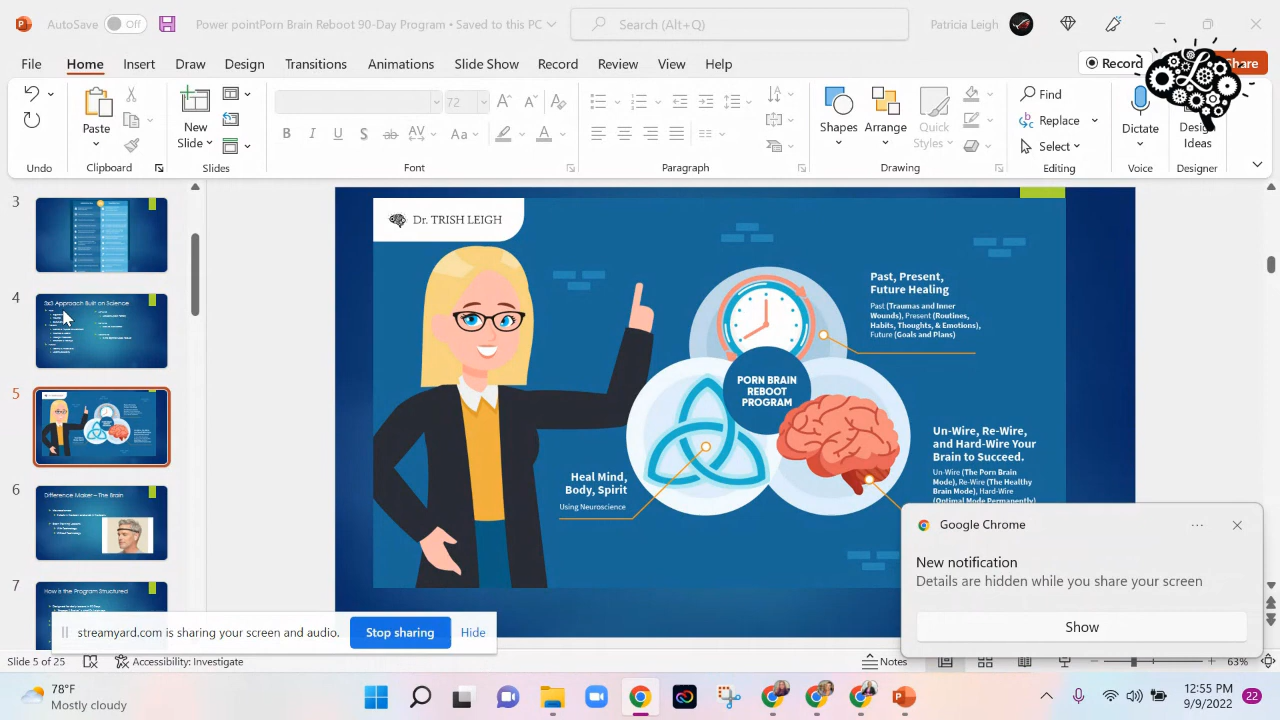 AutoSave Off Power pointPorn Brain Reboot 90-Day Program • Saved to this PC Search (Alt+Q) Patricia Leigh
File Home Insert Draw Design Transitions Animations Slide Show Record Review View Help Record Share
72
Paste New Slide Shapes Arrange Quick Styles Find Replace Select Dictate Design Ideas
B I U S ab AV Aa A
Undo Clipboard Slides Font Paragraph Drawing Editing Voice Designer
3
4
3x3 Approach Built on Science
5
6
Difference Maker – The Brain
7
How is the Program Structured
Dr. TRISH LEIGH
Past, Present,
Future Healing
Past (Traumas and Inner
Wounds), Present (Routines,
Habits, Thoughts, & Emotions),
Future (Goals and Plans)
PORN BRAIN
REBOOT
PROGRAM
Un-Wire, Re-Wire,
and Hard-Wire Your
Brain to Succeed.
Un-Wire (The Porn Brain
Mode), Re-Wire (The Healthy
Brain Mode), Hard-Wire
(Optimal Mode Permanently)
Heal Mind,
Body, Spirit
Using Neuroscience
Google Chrome
New notification
Details are hidden while you share your screen
Show
streamyard.com is sharing your screen and audio. Stop sharing Hide
Slide 5 of 25 Accessibility: Investigate Notes 63%
78°F
Mostly cloudy
12:55 PM
9/9/2022
22